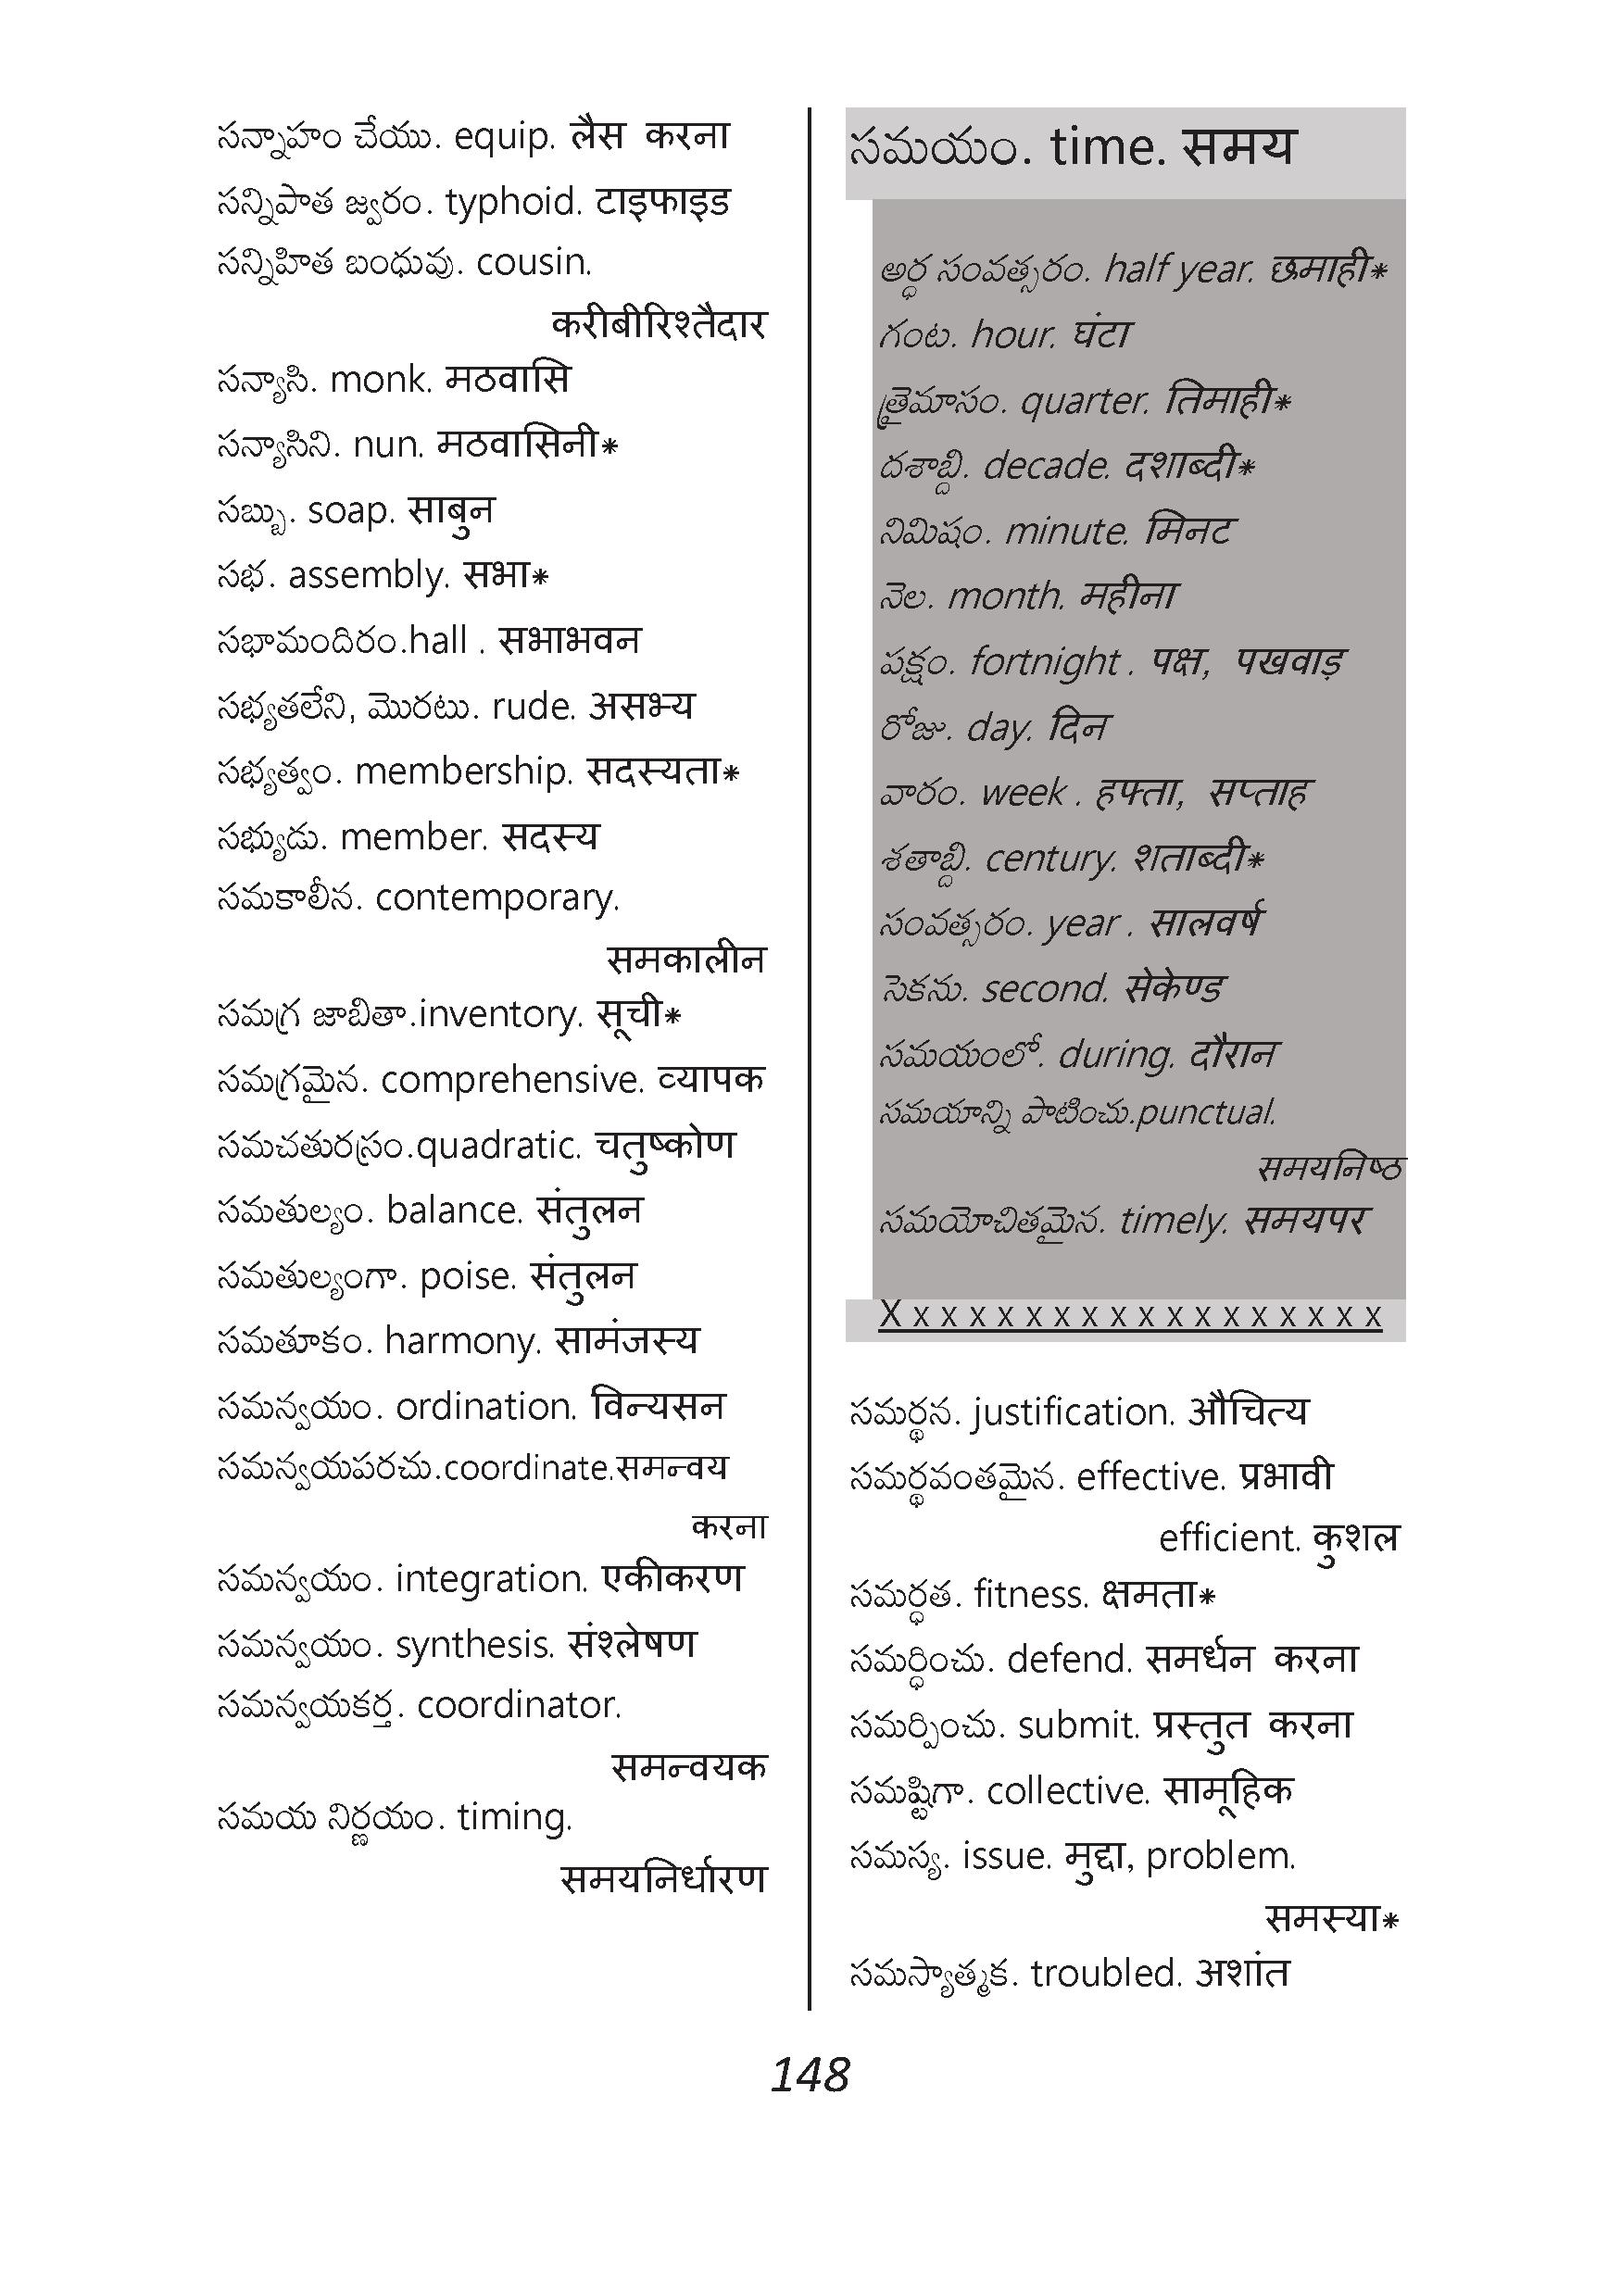 సన్నాహం చేయు. equip. लैस करना
సన్నిపాత జ్వరం. typhoid. टाइफाइड
సన్నిహిత బంధువు. cousin.
करीबीरिश्तैदार
సన్యాసి. monk. मठवासि
సన్యాసిని. nun. मठवासिनी*
సబ్బు. soap. साबुन
సభ. assembly. सभा*
సభామందిరం.hall . सभाभवन
సభ్యతలేని, మొరటు. rude. असभ्य
సభ్యత్వం. membership. सदस्यता*
సభ్యుడు. member. सदस्य
సమకాలీన. contemporary.
समकालीन
సమగ్ర జాబితా.inventory. सूची*
సమగ్రమైన. comprehensive. व्यापक
సమచతురస్రం.quadratic. चतुष्कोण
సమతుల్యం. balance. संतुलन
సమతుల్యంగా. poise. संतुलन
సమతూకం. harmony. सामंजस्य
సమన్వయం. ordination. विन्यसन
సమన్వయపరచు.coordinate.समन्वय
करना
సమన్వయం. integration. एकीकरण
సమన్వయం. synthesis. संश्लेषण
సమన్వయకర్త. coordinator.
समन्वयक
సమయ నిర్ణయం. timing.
समयनिर्धारण
సమయం. time. समय
అర్ధ సంవత్సరం. half year. छमाही*
గంట. hour. घंटा
త్రైమాసం. quarter. तिमाही*
దశాబ్ది. decade. दशाब्दी*
నిమిషం. minute. मिनट
నెల. month. महीना
పక్షం. fortnight . पक्ष, पखवाड़
రోజు. day. दिन
వారం. week . हफ्ता, सप्ताह
శతాబ్ది. century. शताब्दी*
సంవత్సరం. year . सालवर्ष
సెకను. second. सेकेण्ड
సమయంలో. during. दौरान
సమయాన్ని పాటించు.punctual.
समयनिष्ठ
సమయోచితమైన. timely. समयपर
X x x x x x x x x x x x x x x x x x
సమర్థన. justification. औचित्य
సమర్థవంతమైన. effective. प्रभावी
efficient. कुशल
సమర్ధత. fitness. क्षमता*
సమర్ధించు. defend. समर्धन करना
సమర్పించు. submit. प्रस्तुत करना
సమష్టిగా. collective. सामूहिक
సమస్య. issue. मुद्दा, problem.
समस्या*
సమస్యాత్మక. troubled. अशांत
148